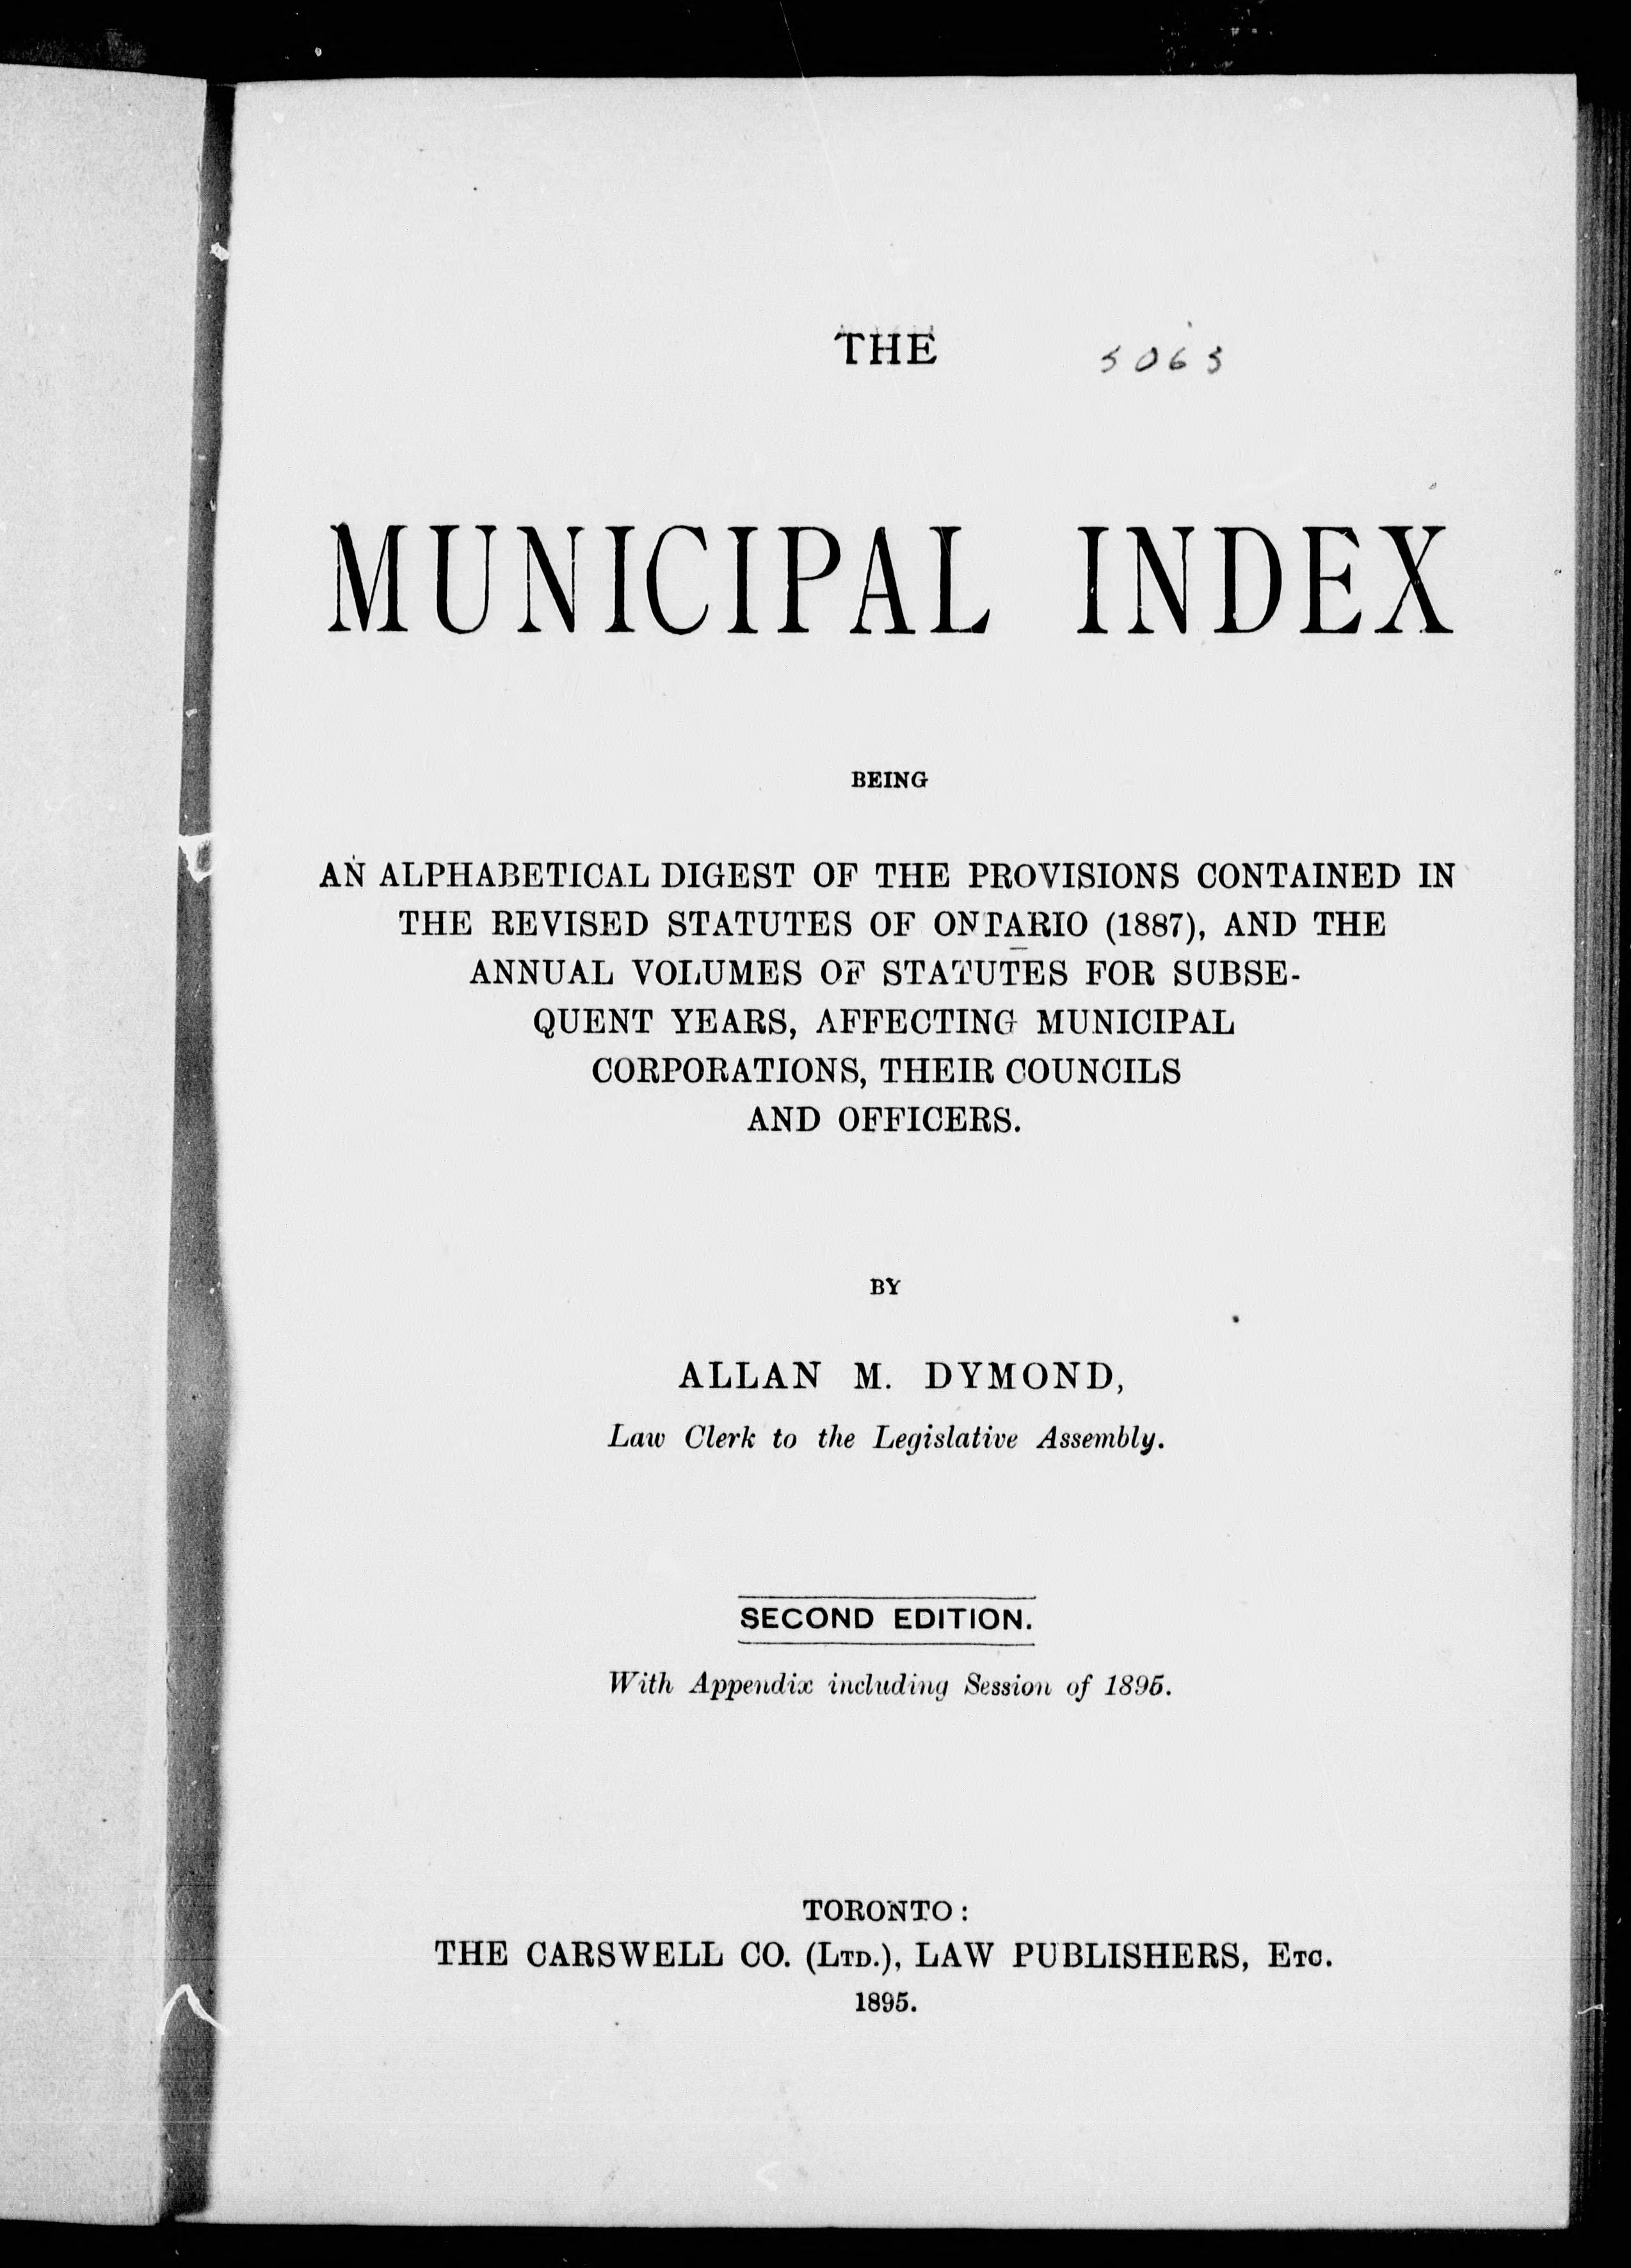 THE
5063
MUNICIPAL INDEX
BEING
AN ALPHABETICAL DIGEST OF THE PROVISIONS CONTAINED IN
THE REVISED STATUTES OF ONTARIO (1887), AND THE
ANNUAL VOLUMES OF STATUTES FOR SUBSE-
QUENT YEARS, AFFECTING MUNICIPAL
CORPORATIONS, THEIR COUNCILS
AND OFFICERS.
BY
ALLAN M. DYMOND,
Law Clerk to the Legislative Assembly.
SECOND EDITION.
With Appendix including Session of 1895.
TORONTO:
THE CARSWELL CO. (LTD.), LAW PUBLISHERS, ETC.
1895.